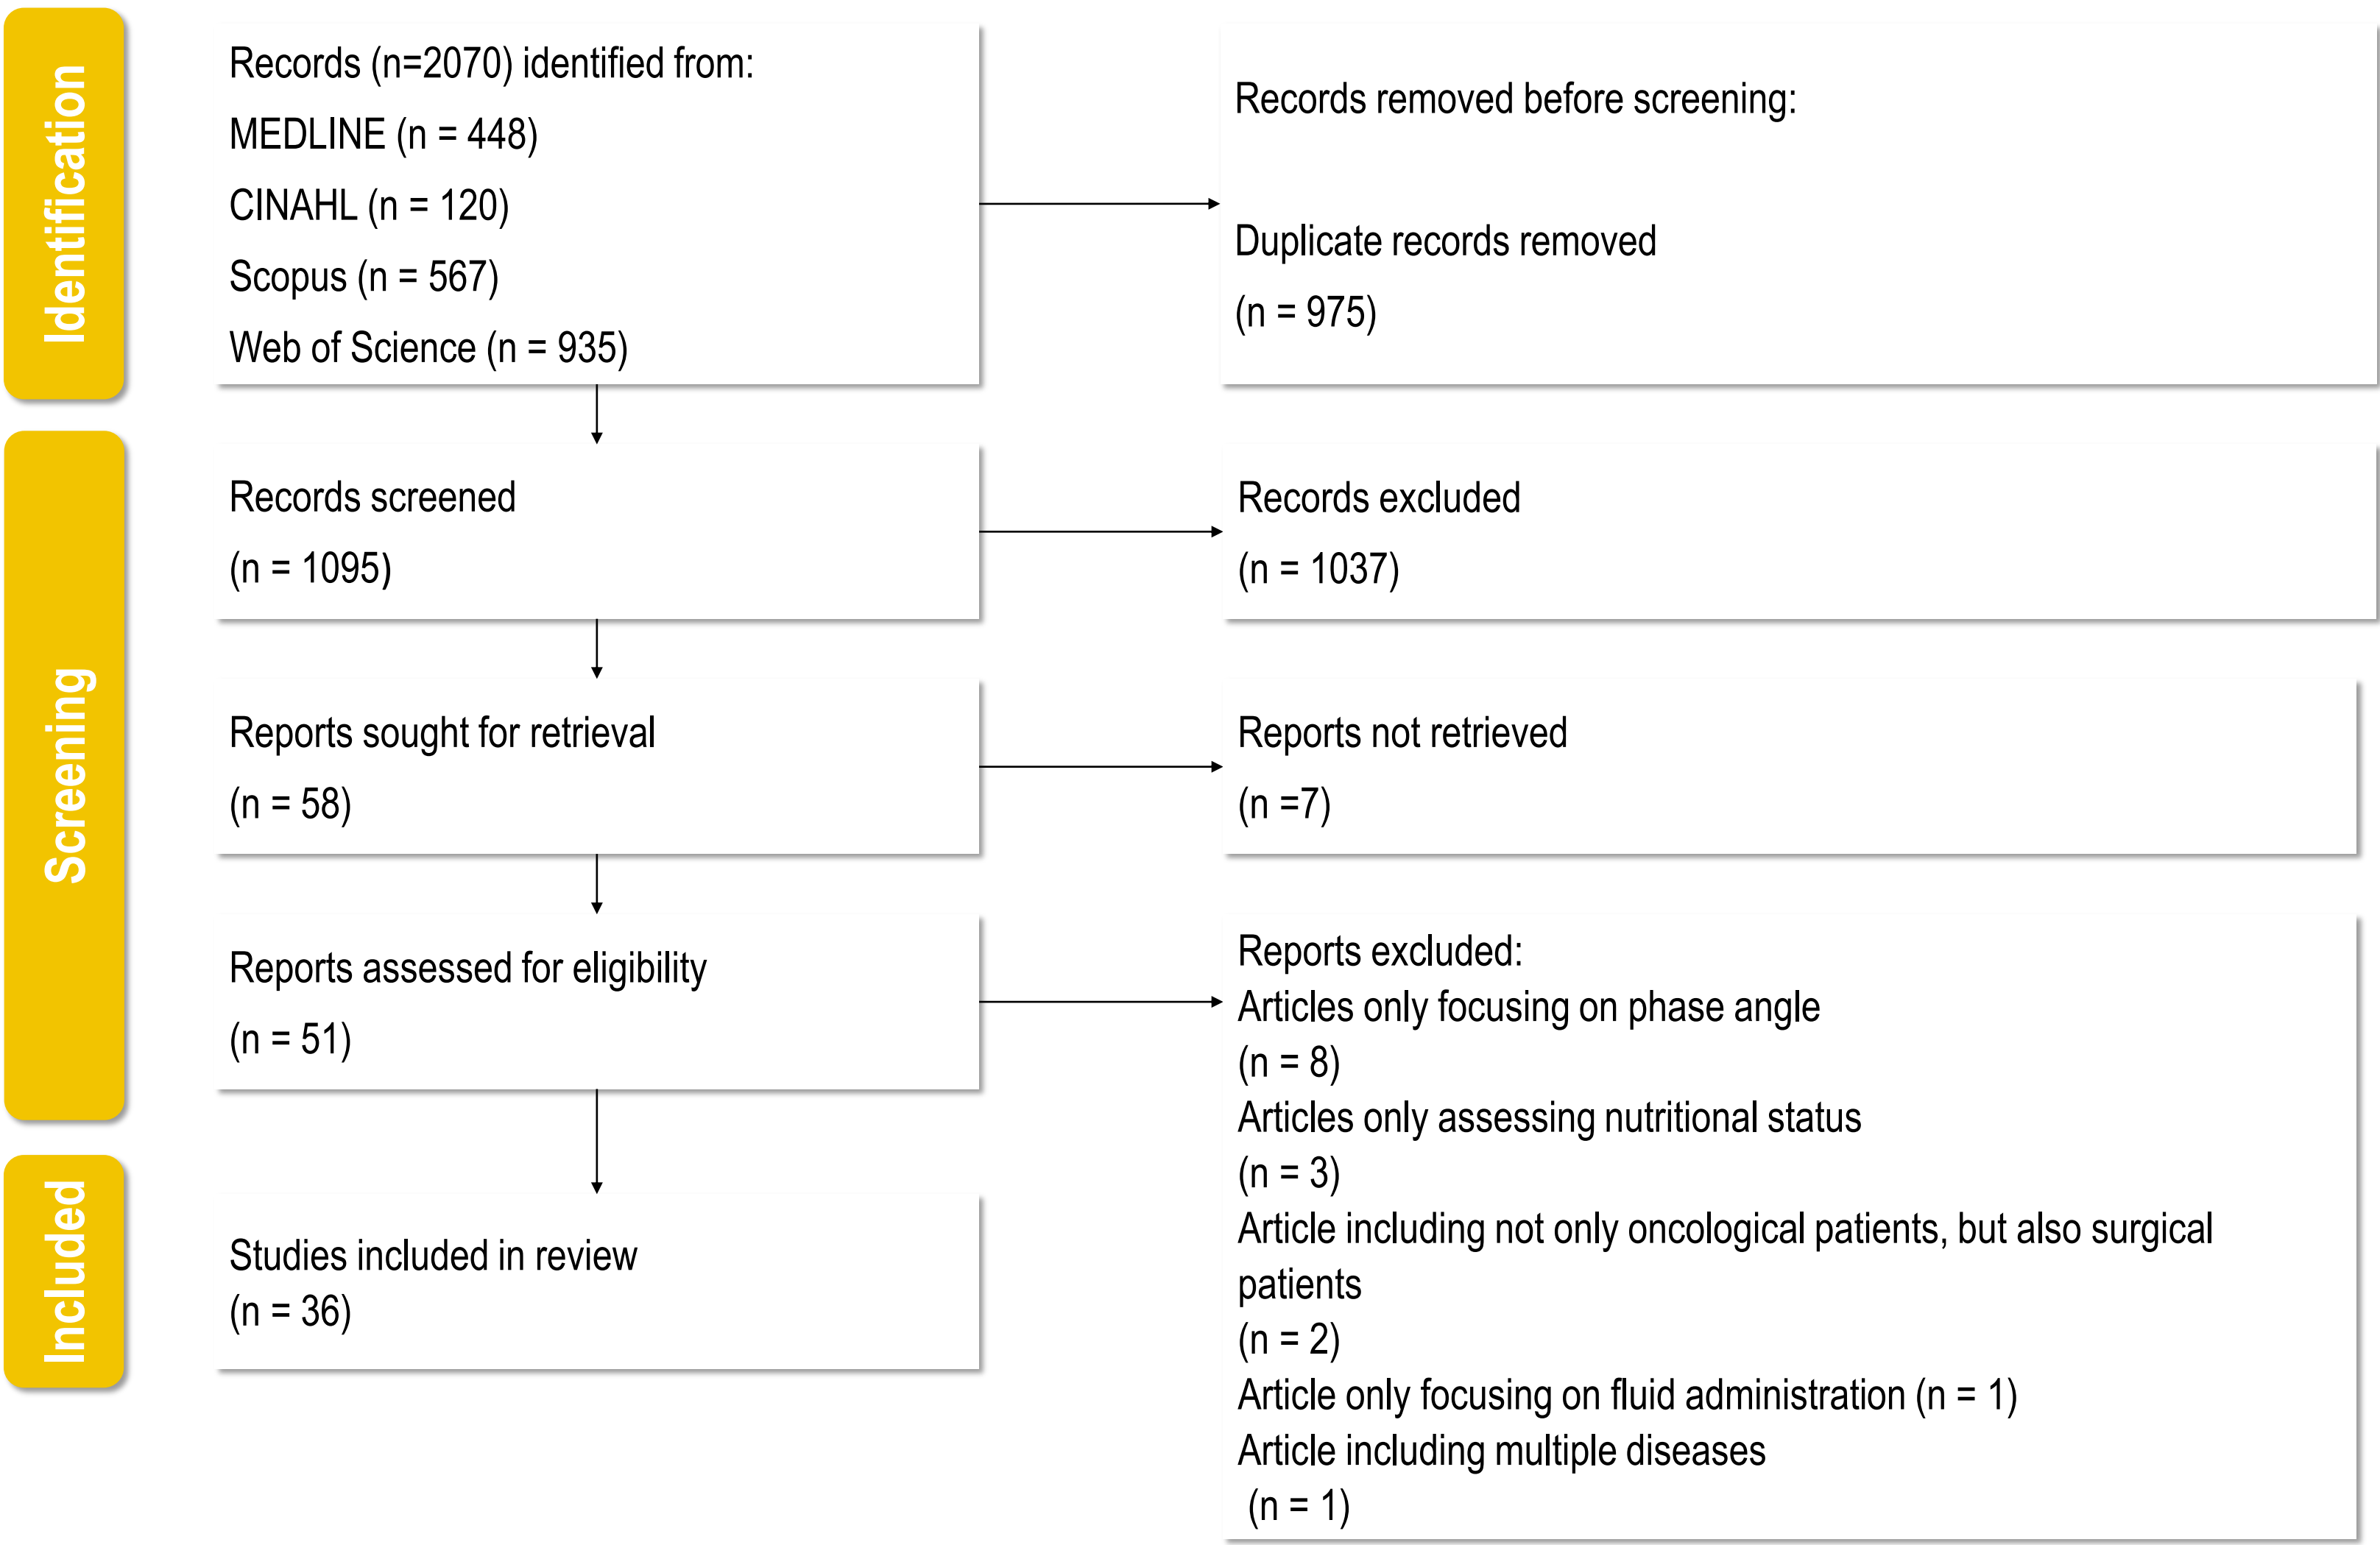 Identification
Records (n=2070) identified from:
MEDLINE (n = 448)
CINAHL (n = 120)
Scopus (n = 567)
Web of Science (n = 935)
Records removed before screening:
Duplicate records removed
(n = 975)
Screening
Records screened
(n = 1095)
Records excluded
(n = 1037)
Reports sought for retrieval
(n = 58)
Reports not retrieved
(n =7)
Reports assessed for eligibility
(n = 51)
Reports excluded:
Articles only focusing on phase angle
(n = 8)
Articles only assessing nutritional status
(n = 3)
Article including not only oncological patients, but also surgical
patients
(n = 2)
Article only focusing on fluid administration (n = 1)
Article including multiple diseases
(n = 1)
Included
Studies included in review
(n = 36)